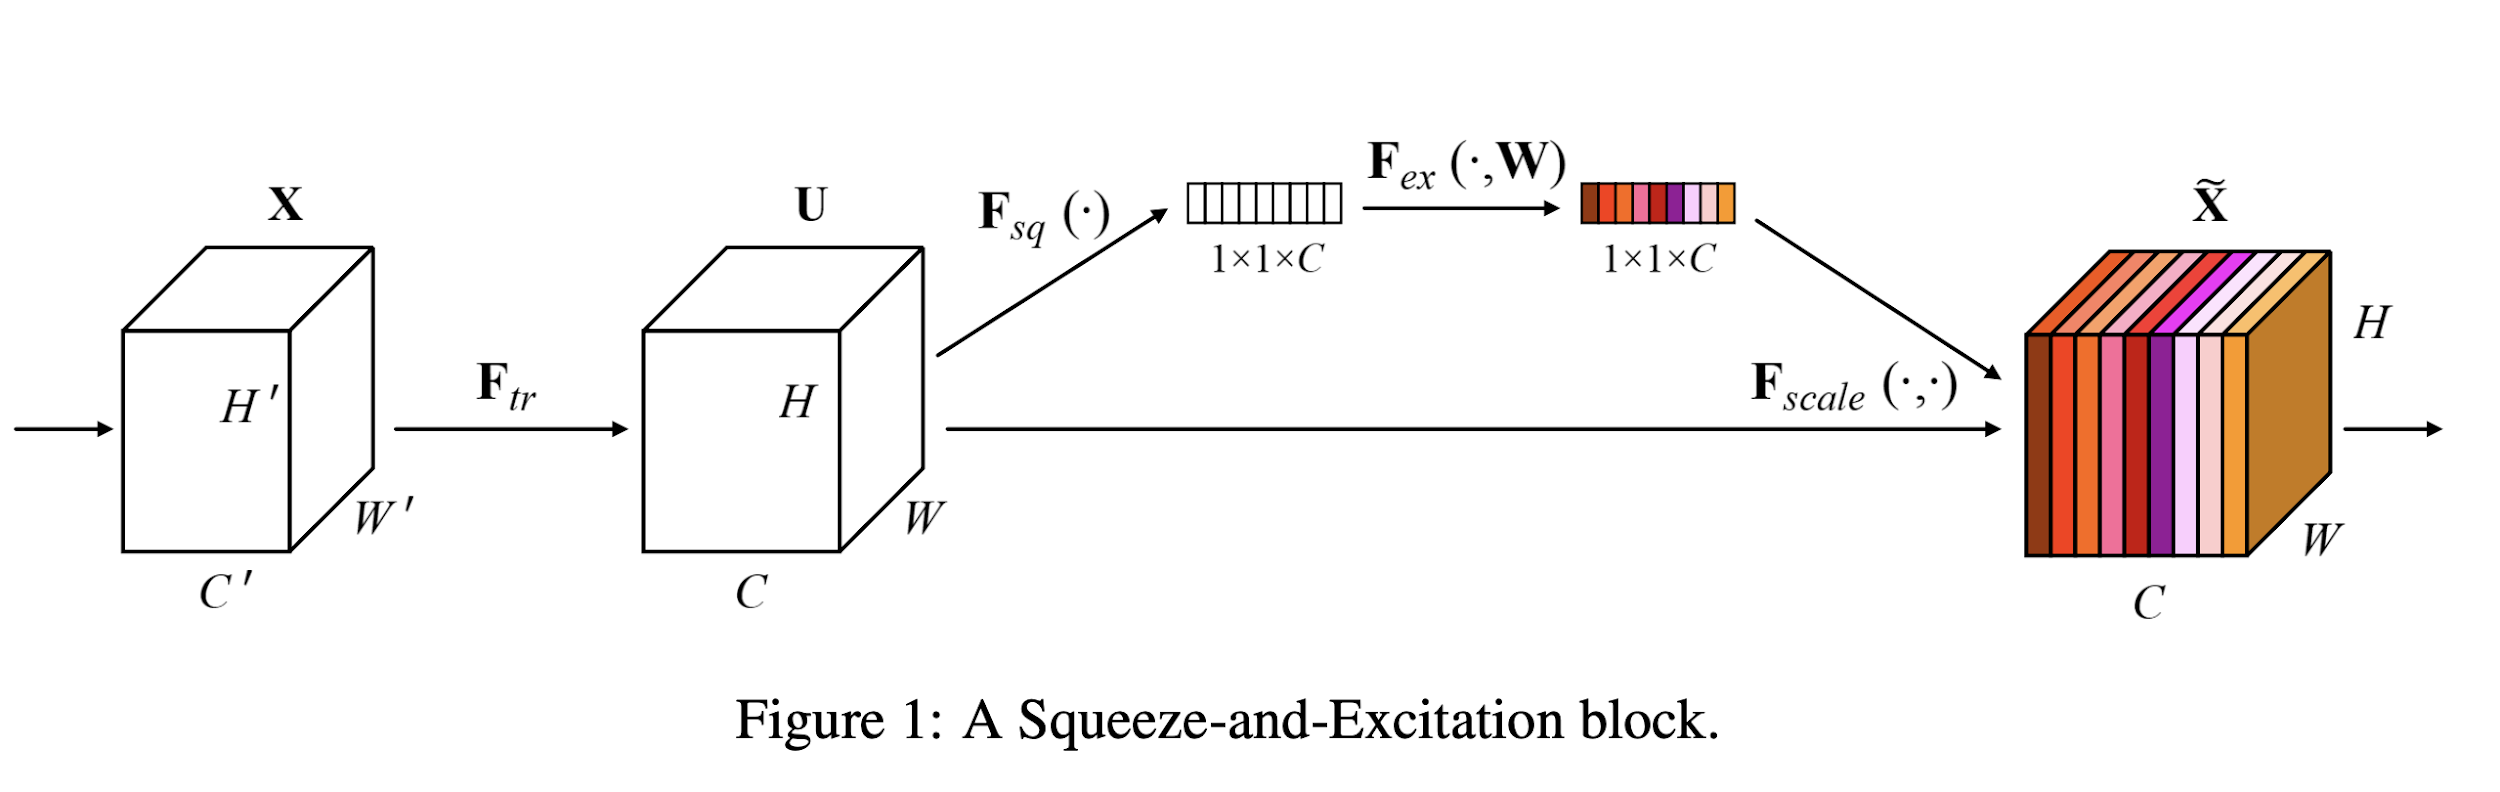 X
U
F_sq (·)
F_ex (·,W)
X̃
1×1×C
1×1×C
H′
F_tr
H
F_scale (·,·)
H
W′
W
W
C′
C
C
Figure 1: A Squeeze-and-Excitation block.